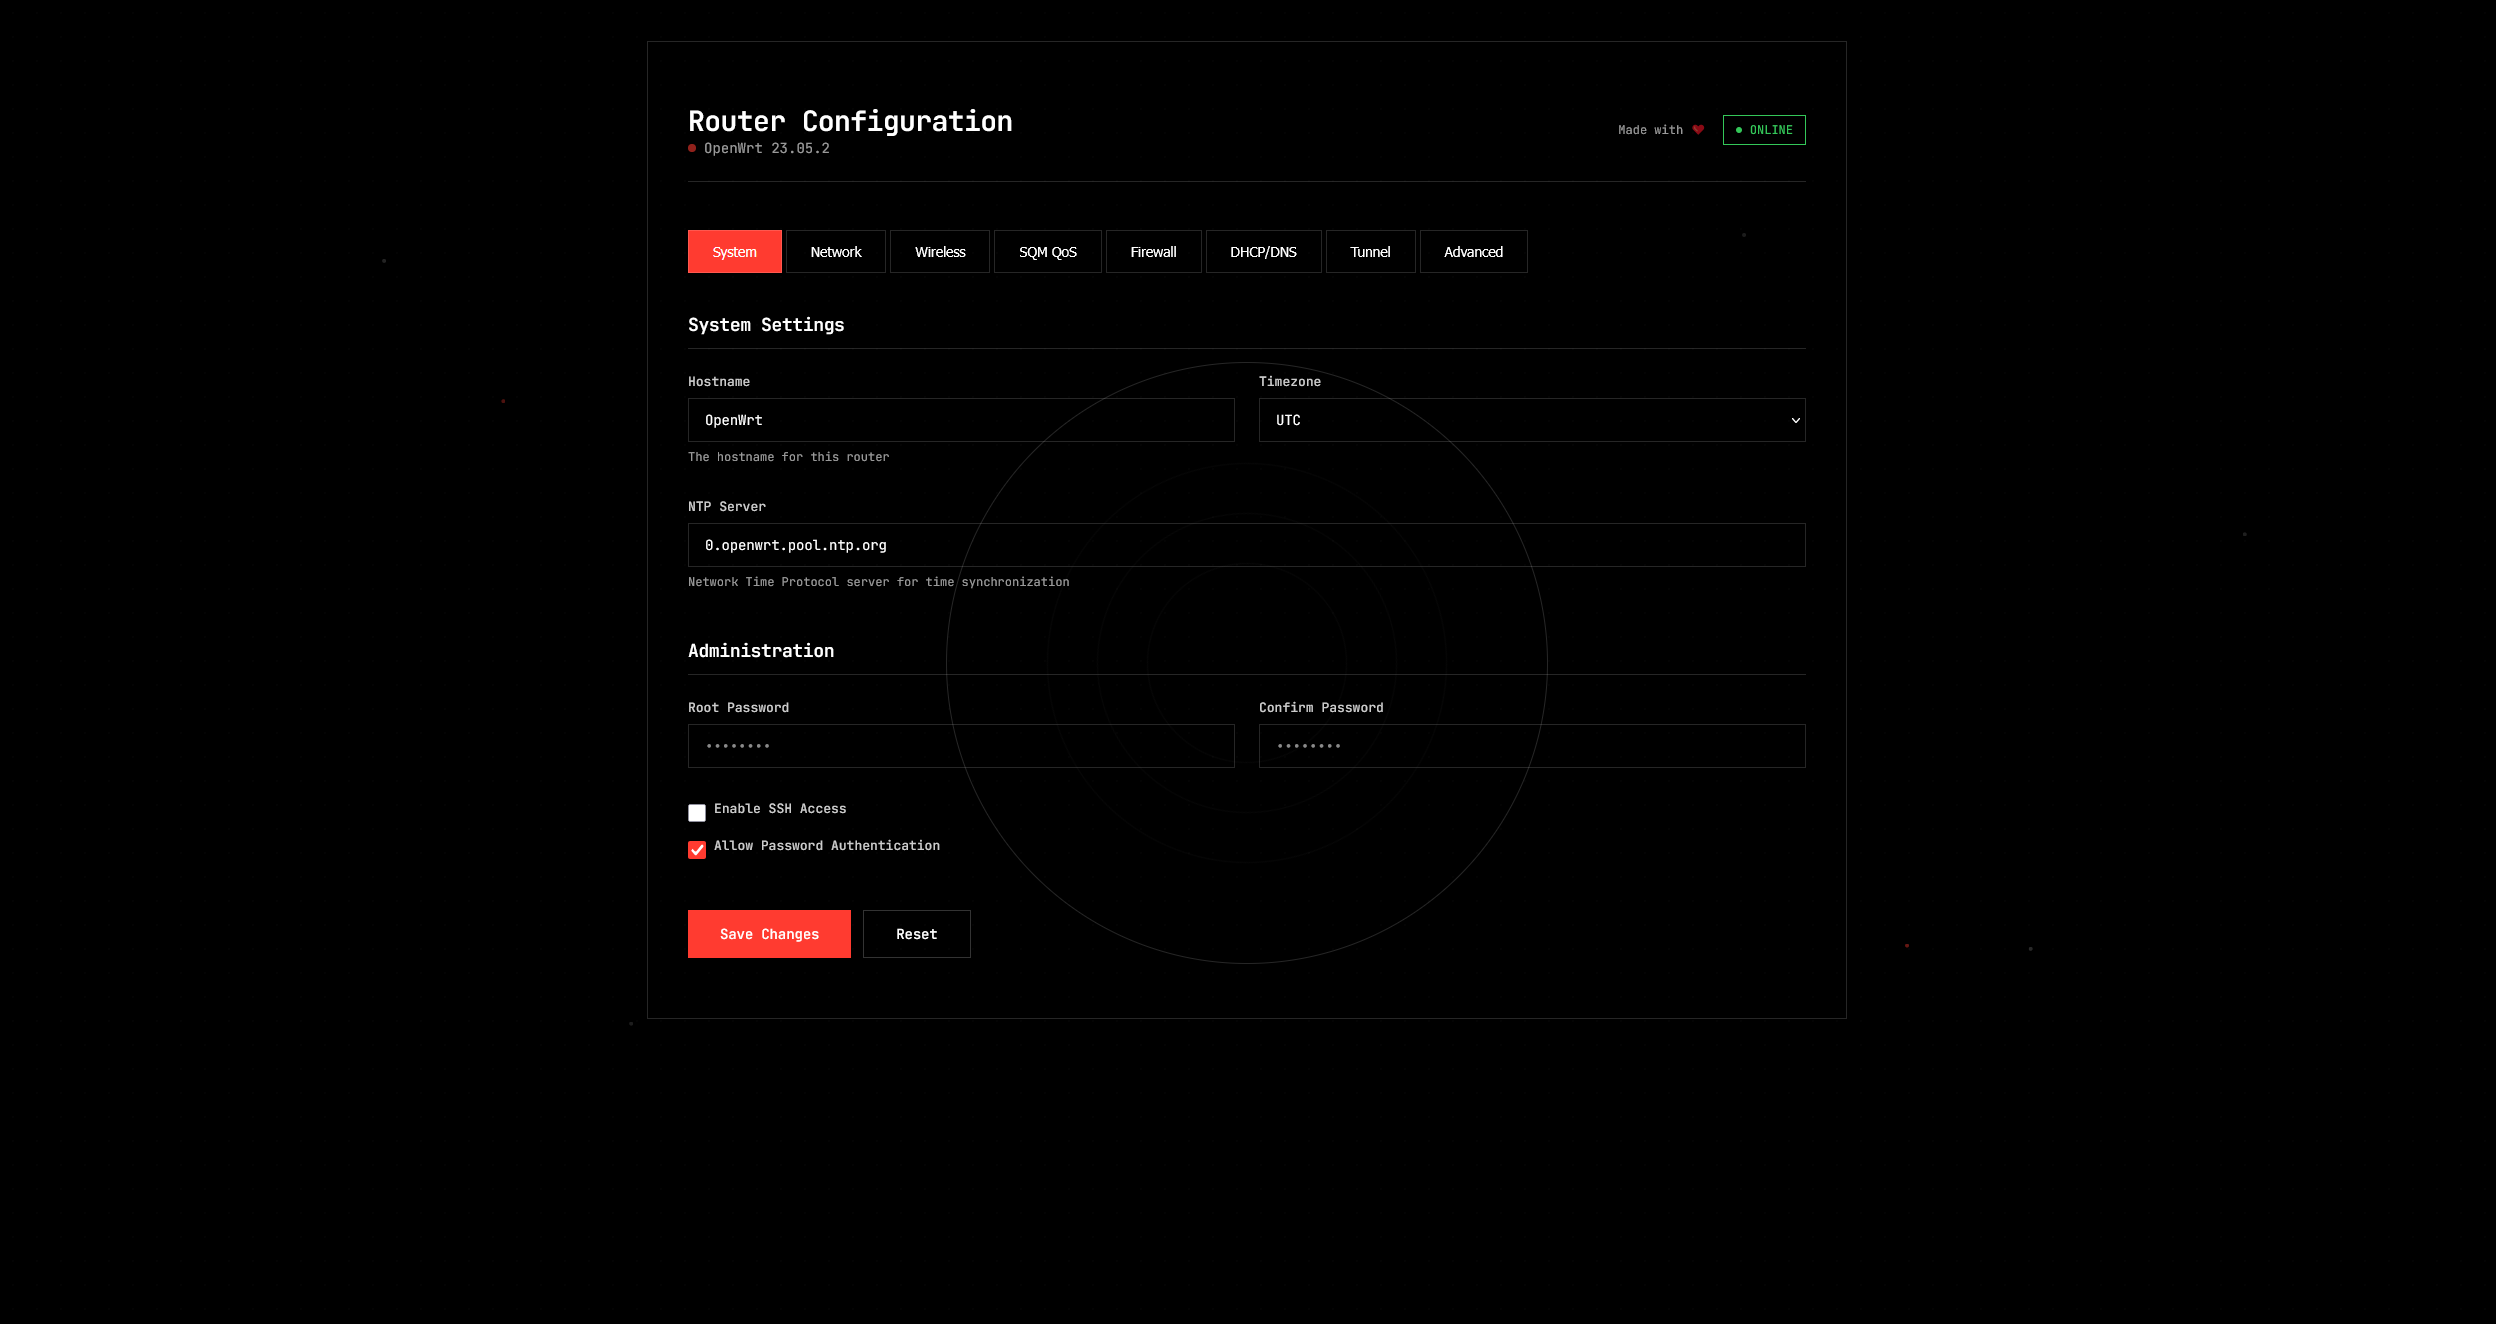 Router Configuration
OpenWrt 23.05.2
Made with
ONLINE
System
Network
Wireless
SQM QoS
Firewall
DHCP/DNS
Tunnel
Advanced
System Settings
Hostname
Timezone
OpenWrt
UTC
The hostname for this router
NTP Server
0.openwrt.pool.ntp.org
Network Time Protocol server for time synchronization
Administration
Root Password
Confirm Password
••••••••
••••••••
Enable SSH Access
Allow Password Authentication
Save Changes
Reset